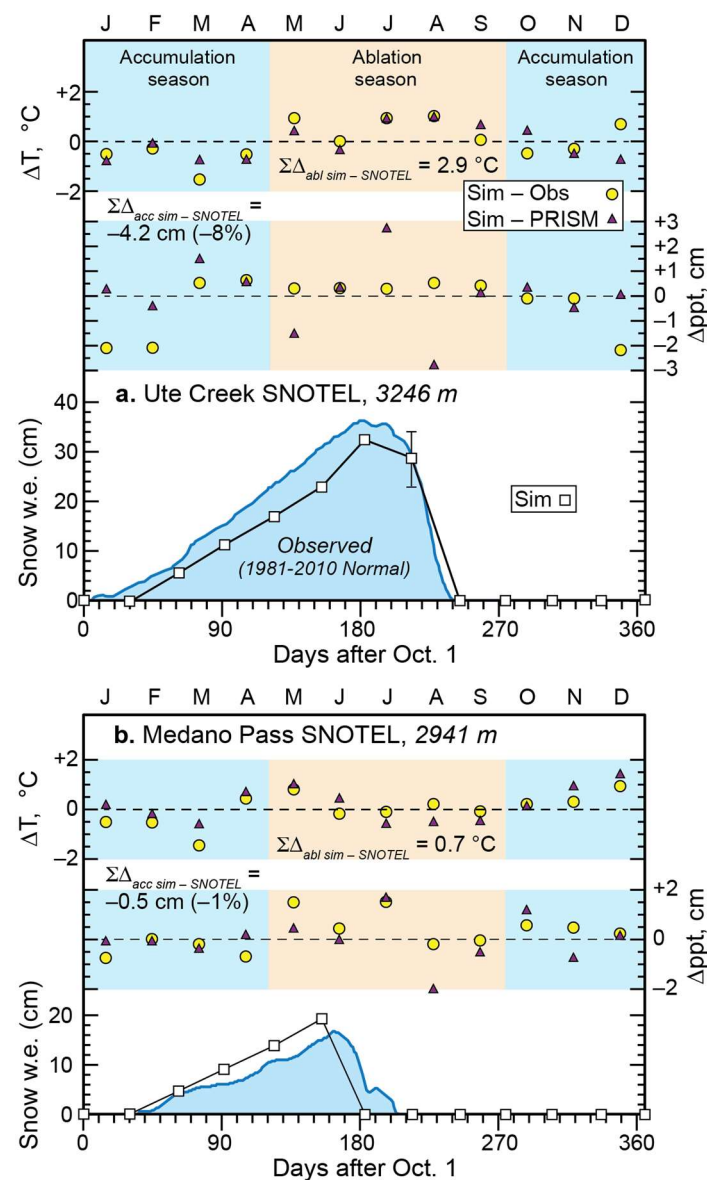 J F M A M J J A S O N D
Accumulation season
Ablation season
Accumulation season
+2
0
–2
ΔT, °C
ΣΔabl sim – SNOTEL = 2.9 °C
Sim – Obs
Sim – PRISM
ΣΔacc sim – SNOTEL =
–4.2 cm (–8%)
+3
+2
+1
0
–1
–2
–3
Δppt, cm
a. Ute Creek SNOTEL, 3246 m
40
30
20
10
0
Snow w.e. (cm)
Sim
Observed
(1981-2010 Normal)
0 90 180 270 360
Days after Oct. 1
J F M A M J J A S O N D
b. Medano Pass SNOTEL, 2941 m
+2
0
–2
ΔT, °C
ΣΔabl sim – SNOTEL = 0.7 °C
ΣΔacc sim – SNOTEL =
–0.5 cm (–1%)
+2
0
–2
Δppt, cm
20
10
0
Snow w.e. (cm)
0 90 180 270 360
Days after Oct. 1